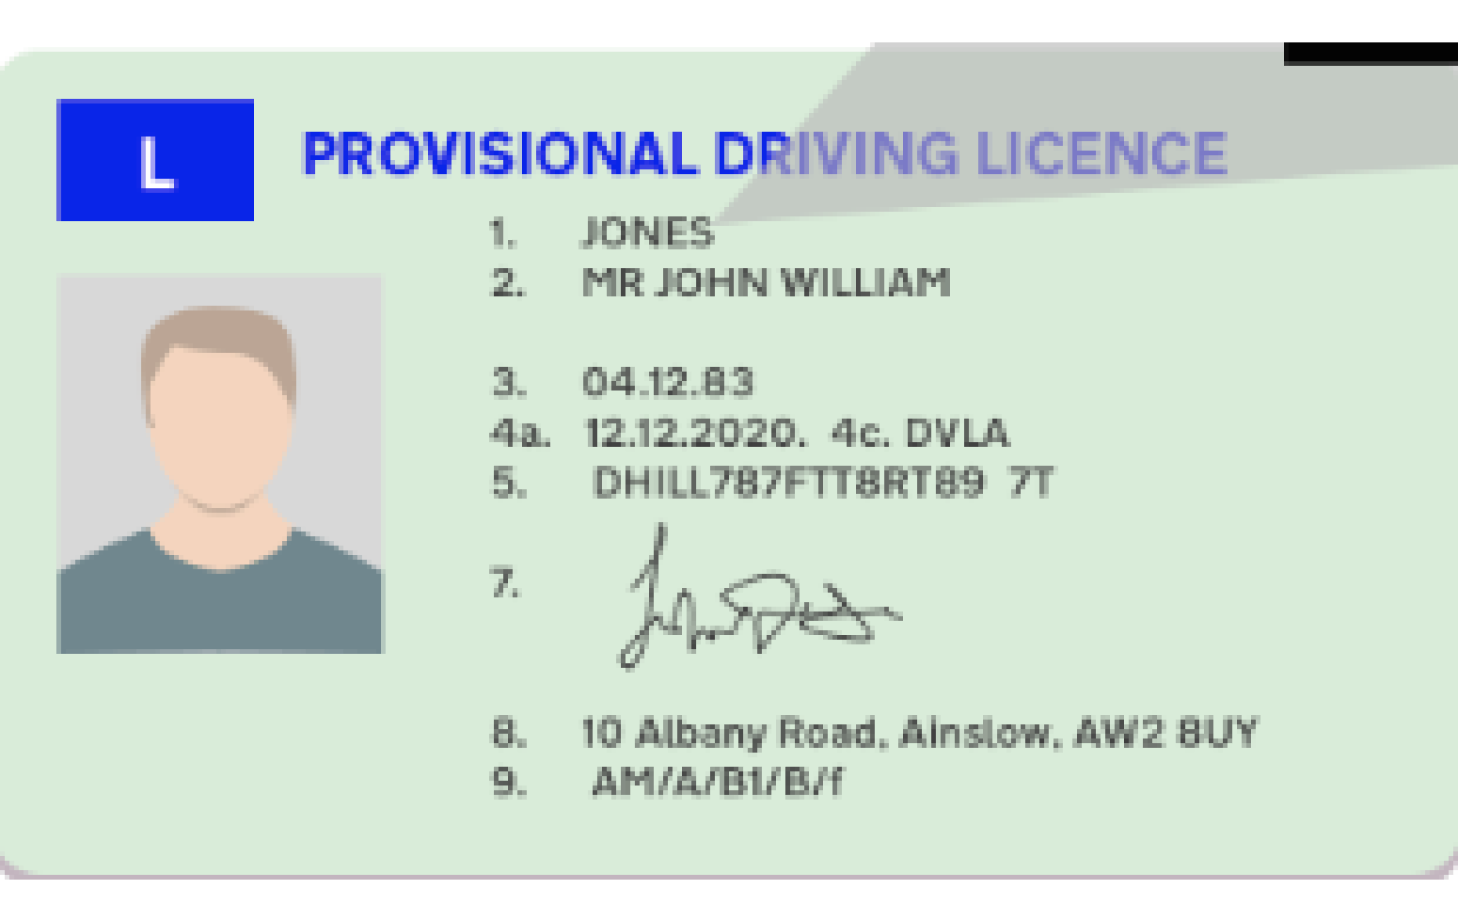 L
PROVISIONAL DRIVING LICENCE
1. JONES
2. MR JOHN WILLIAM
3. 04.12.83
4a. 12.12.2020. 4c. DVLA
5. DHILL787FTT8RT89 7T
7.
8. 10 Albany Road, Ainslow, AW2 8UY
9. AM/A/B1/B/f